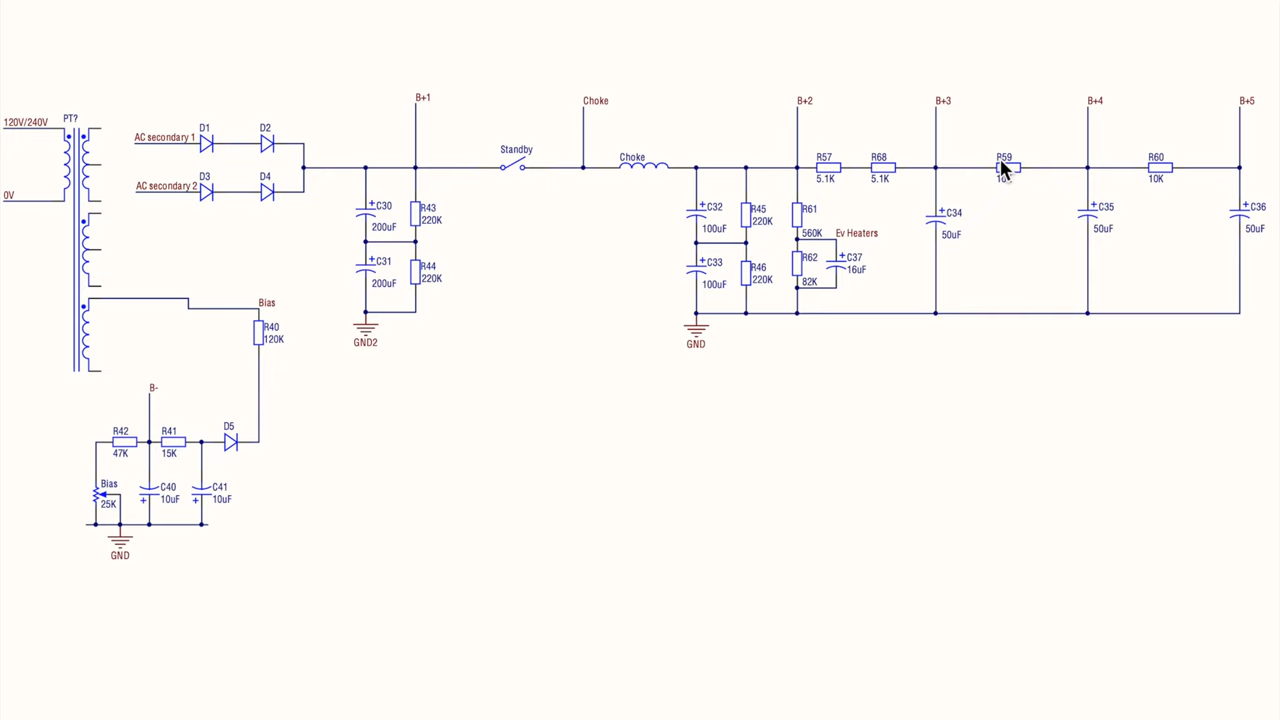 B+1
Choke
B+2
B+3
B+4
B+5
120V/240V
PT?
AC secondary 1
D1
D2
Standby
Choke
R57
5.1K
R68
5.1K
R59
R60
10K
AC secondary 2
D3
D4
0V
C30
200uF
R43
220K
C31
200uF
R44
220K
GND2
C32
100uF
R45
220K
C33
100uF
R46
220K
GND
R61
560K
Ev Heaters
R62
82K
C37
16uF
C34
50uF
C35
50uF
C36
50uF
Bias
R40
120K
B-
R42
47K
R41
15K
D5
Bias
25K
C40
10uF
C41
10uF
GND